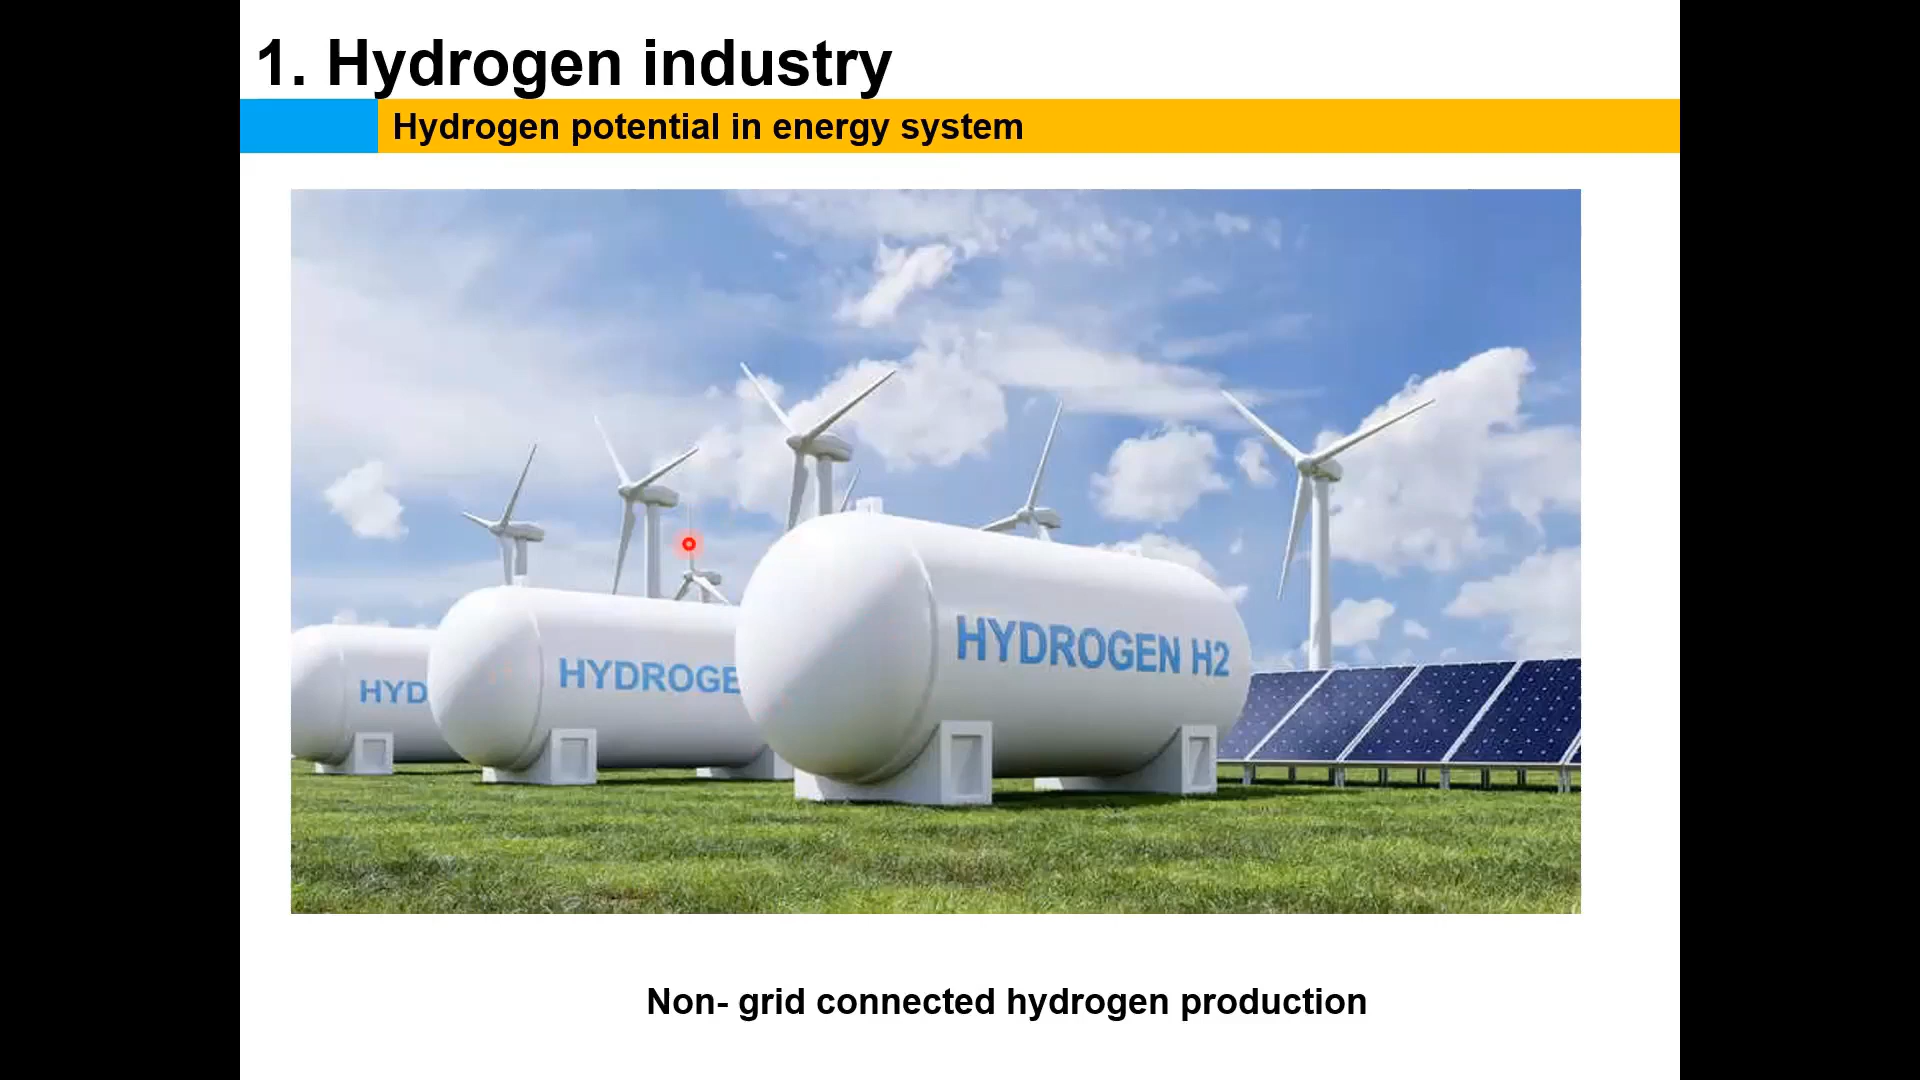 1. Hydrogen industry
Hydrogen potential in energy system
HYD
HYDROGE
HYDROGEN H2
Non- grid connected hydrogen production